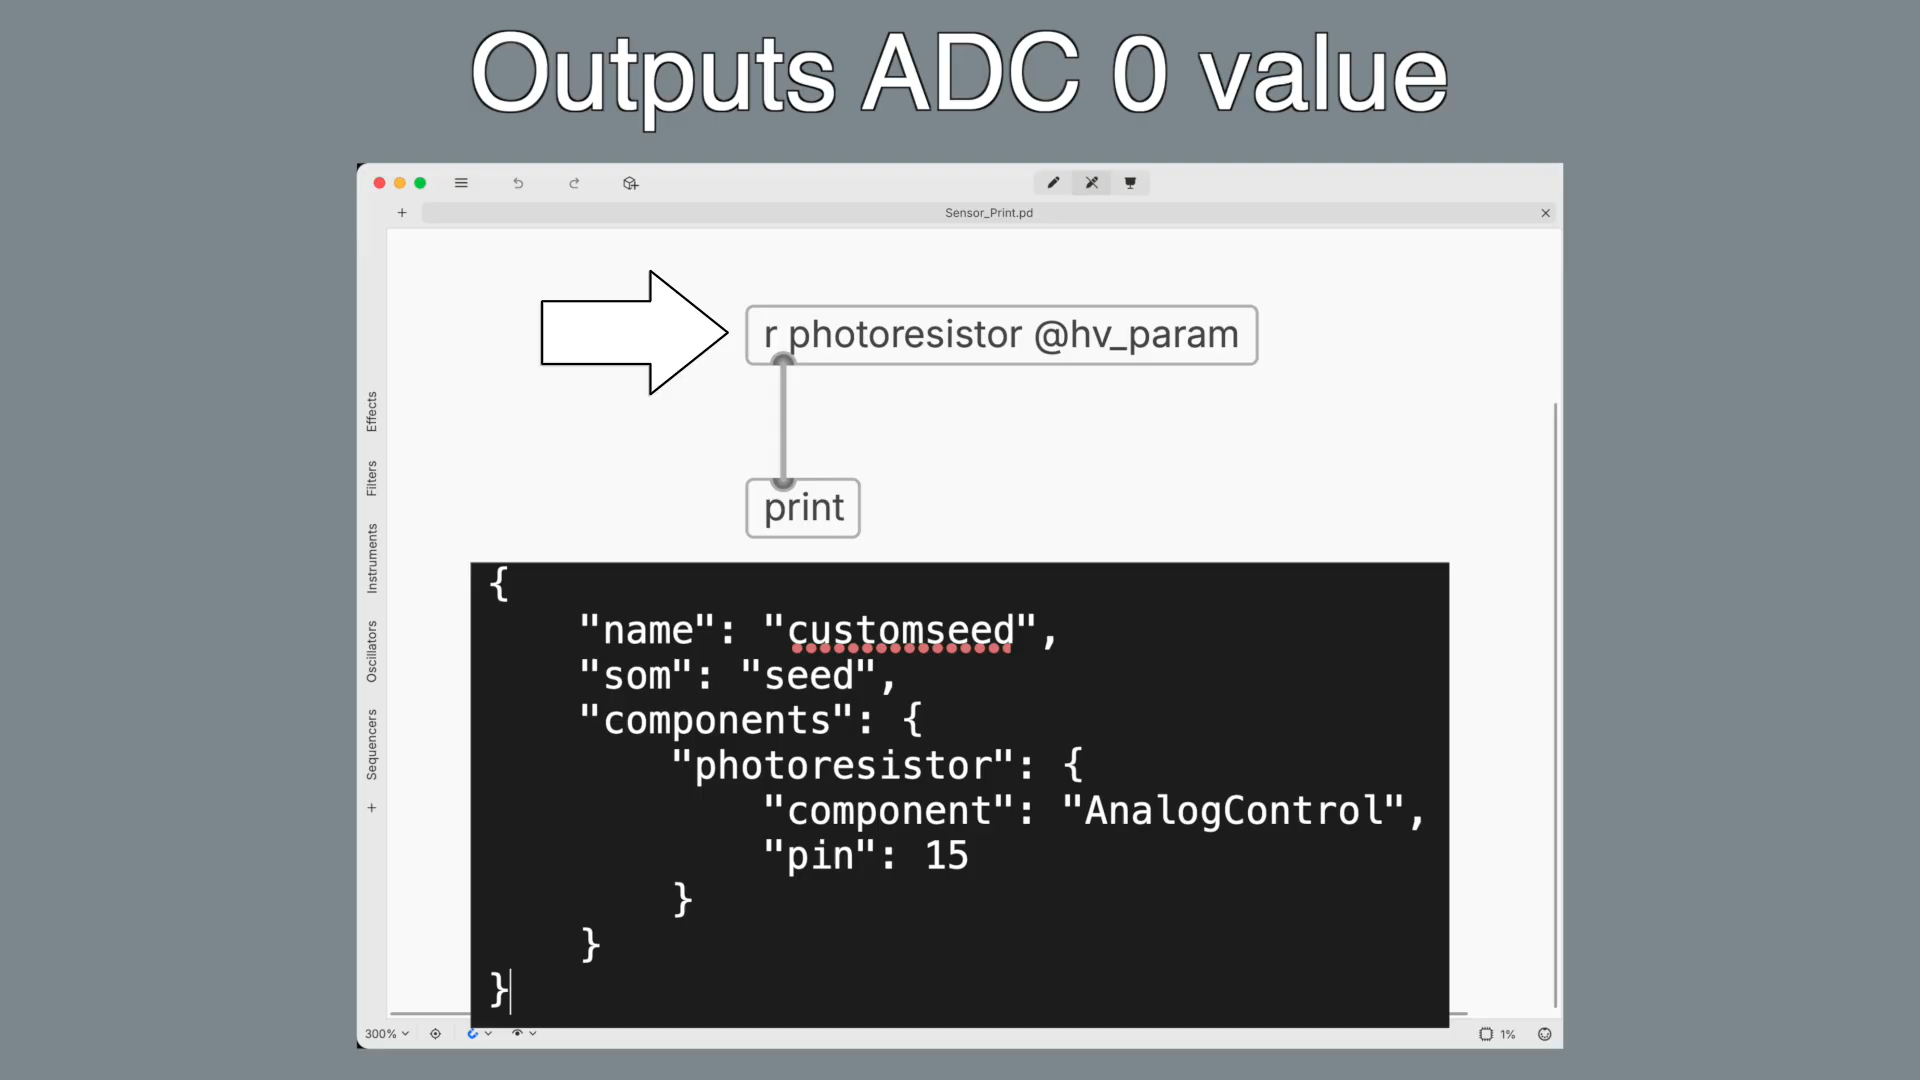 Outputs ADC 0 value
Sensor_Print.pd
r photoresistor @hv_param
print
Effects
Filters
Instruments
Oscillators
Sequencers
{
"name": "customseed",
"som": "seed",
"components": {
"photoresistor": {
"component": "AnalogControl",
"pin": 15
}
}
}
300%
1%